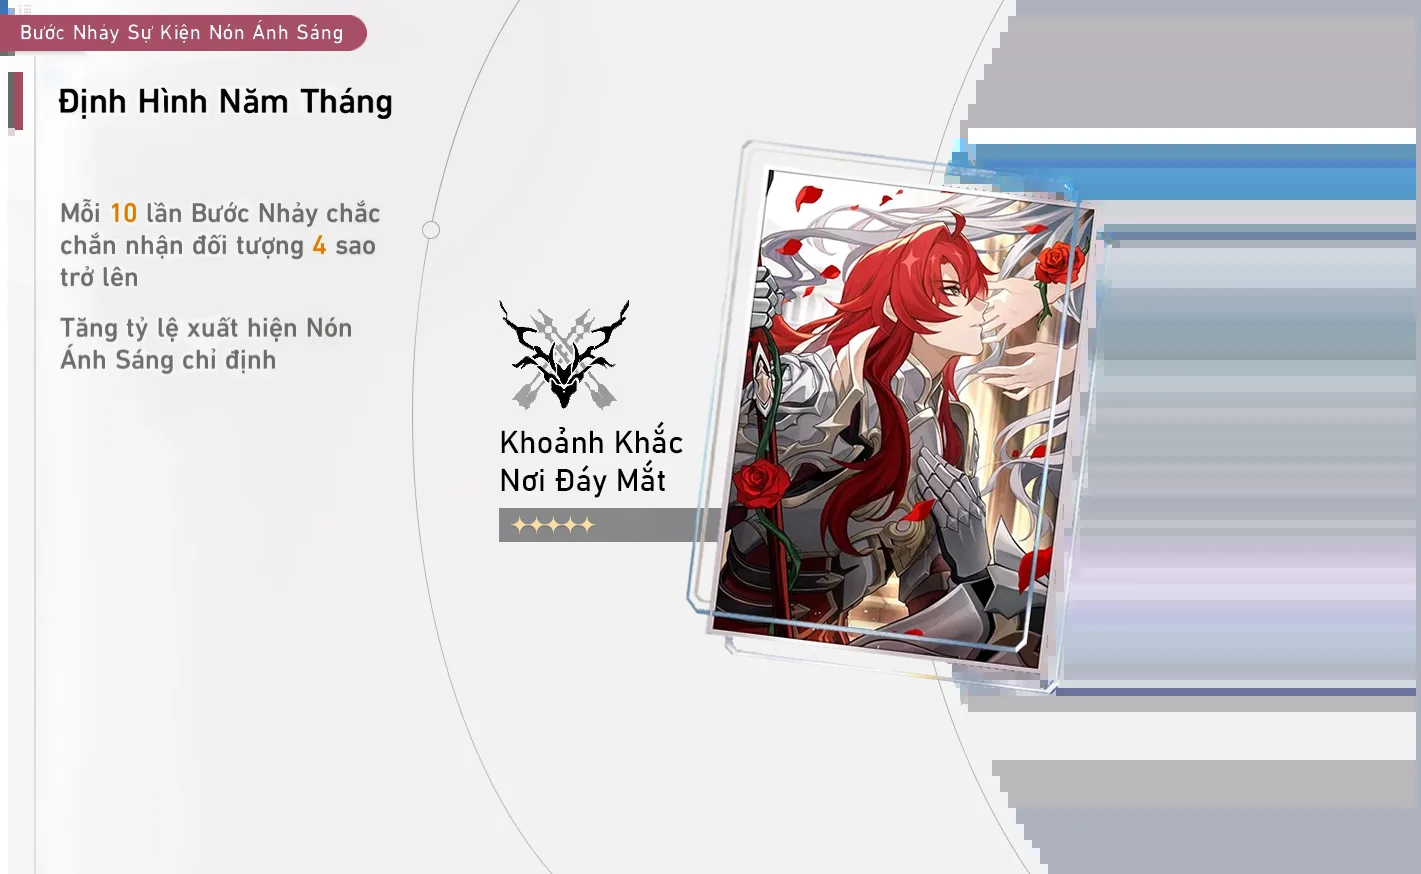 Bước Nhảy Sự Kiện Nón Ánh Sáng
Định Hình Năm Tháng
Mỗi 10 lần Bước Nhảy chắc
chắn nhận đối tượng 4 sao
trở lên
Tăng tỷ lệ xuất hiện Nón
Ánh Sáng chỉ định
Khoảnh Khắc
Nơi Đáy Mắt